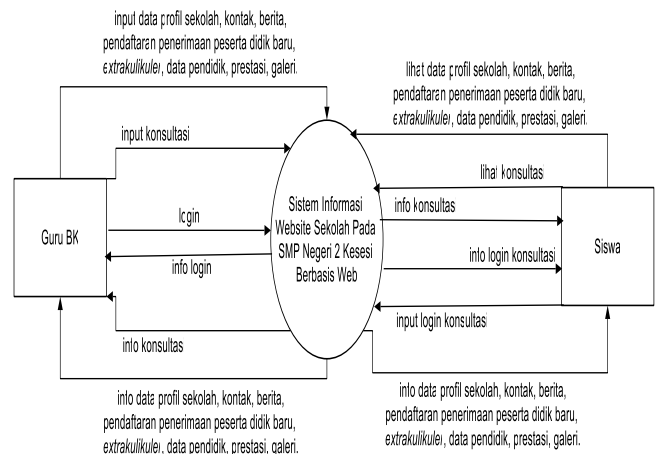 input data profil sekolah, kontak, berita,
pendaftaran penerimaan peserta didik baru,
extrakulikuler, data pendidik, prestasi, galeri.
lihat data profil sekolah, kontak, berita,
pendaftaran penerimaan peserta didik baru,
extrakulikuler, data pendidik, prestasi, galeri.
input konsultasi
lihat konsultasi
Guru BK
login
info login
Sistem Informasi
Website Sekolah Pada
SMP Negeri 2 Kesesi
Berbasis Web
info konsultasi
info login konsultasi
Siswa
input login konsultasi
info konsultasi
info data profil sekolah, kontak, berita,
pendaftaran penerimaan peserta didik baru,
extrakulikuler, data pendidik, prestasi, galeri.
info data profil sekolah, kontak, berita,
pendaftaran penerimaan peserta didik baru,
extrakulikuler, data pendidik, prestasi, galeri.